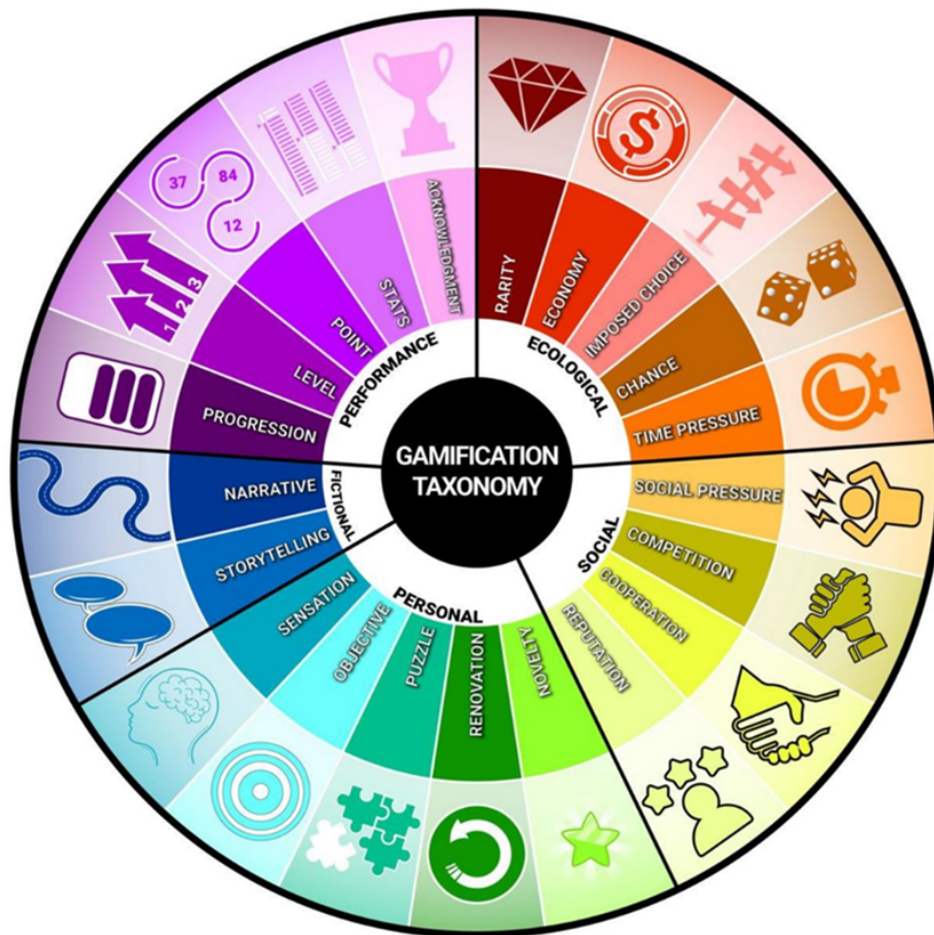 GAMIFICATION
TAXONOMY
ECOLOGICAL
RARITY
ECONOMY
IMPOSED CHOICE
CHANCE
TIME PRESSURE
SOCIAL
SOCIAL PRESSURE
COMPETITION
COOPERATION
REPUTATION
PERSONAL
NOVELTY
RENOVATION
PUZZLE
OBJECTIVE
SENSATION
FICTIONAL
STORYTELLING
NARRATIVE
PERFORMANCE
PROGRESSION
LEVEL
POINT
STATS
ACKNOWLEDGMENT
$
1 2 3
37
84
12